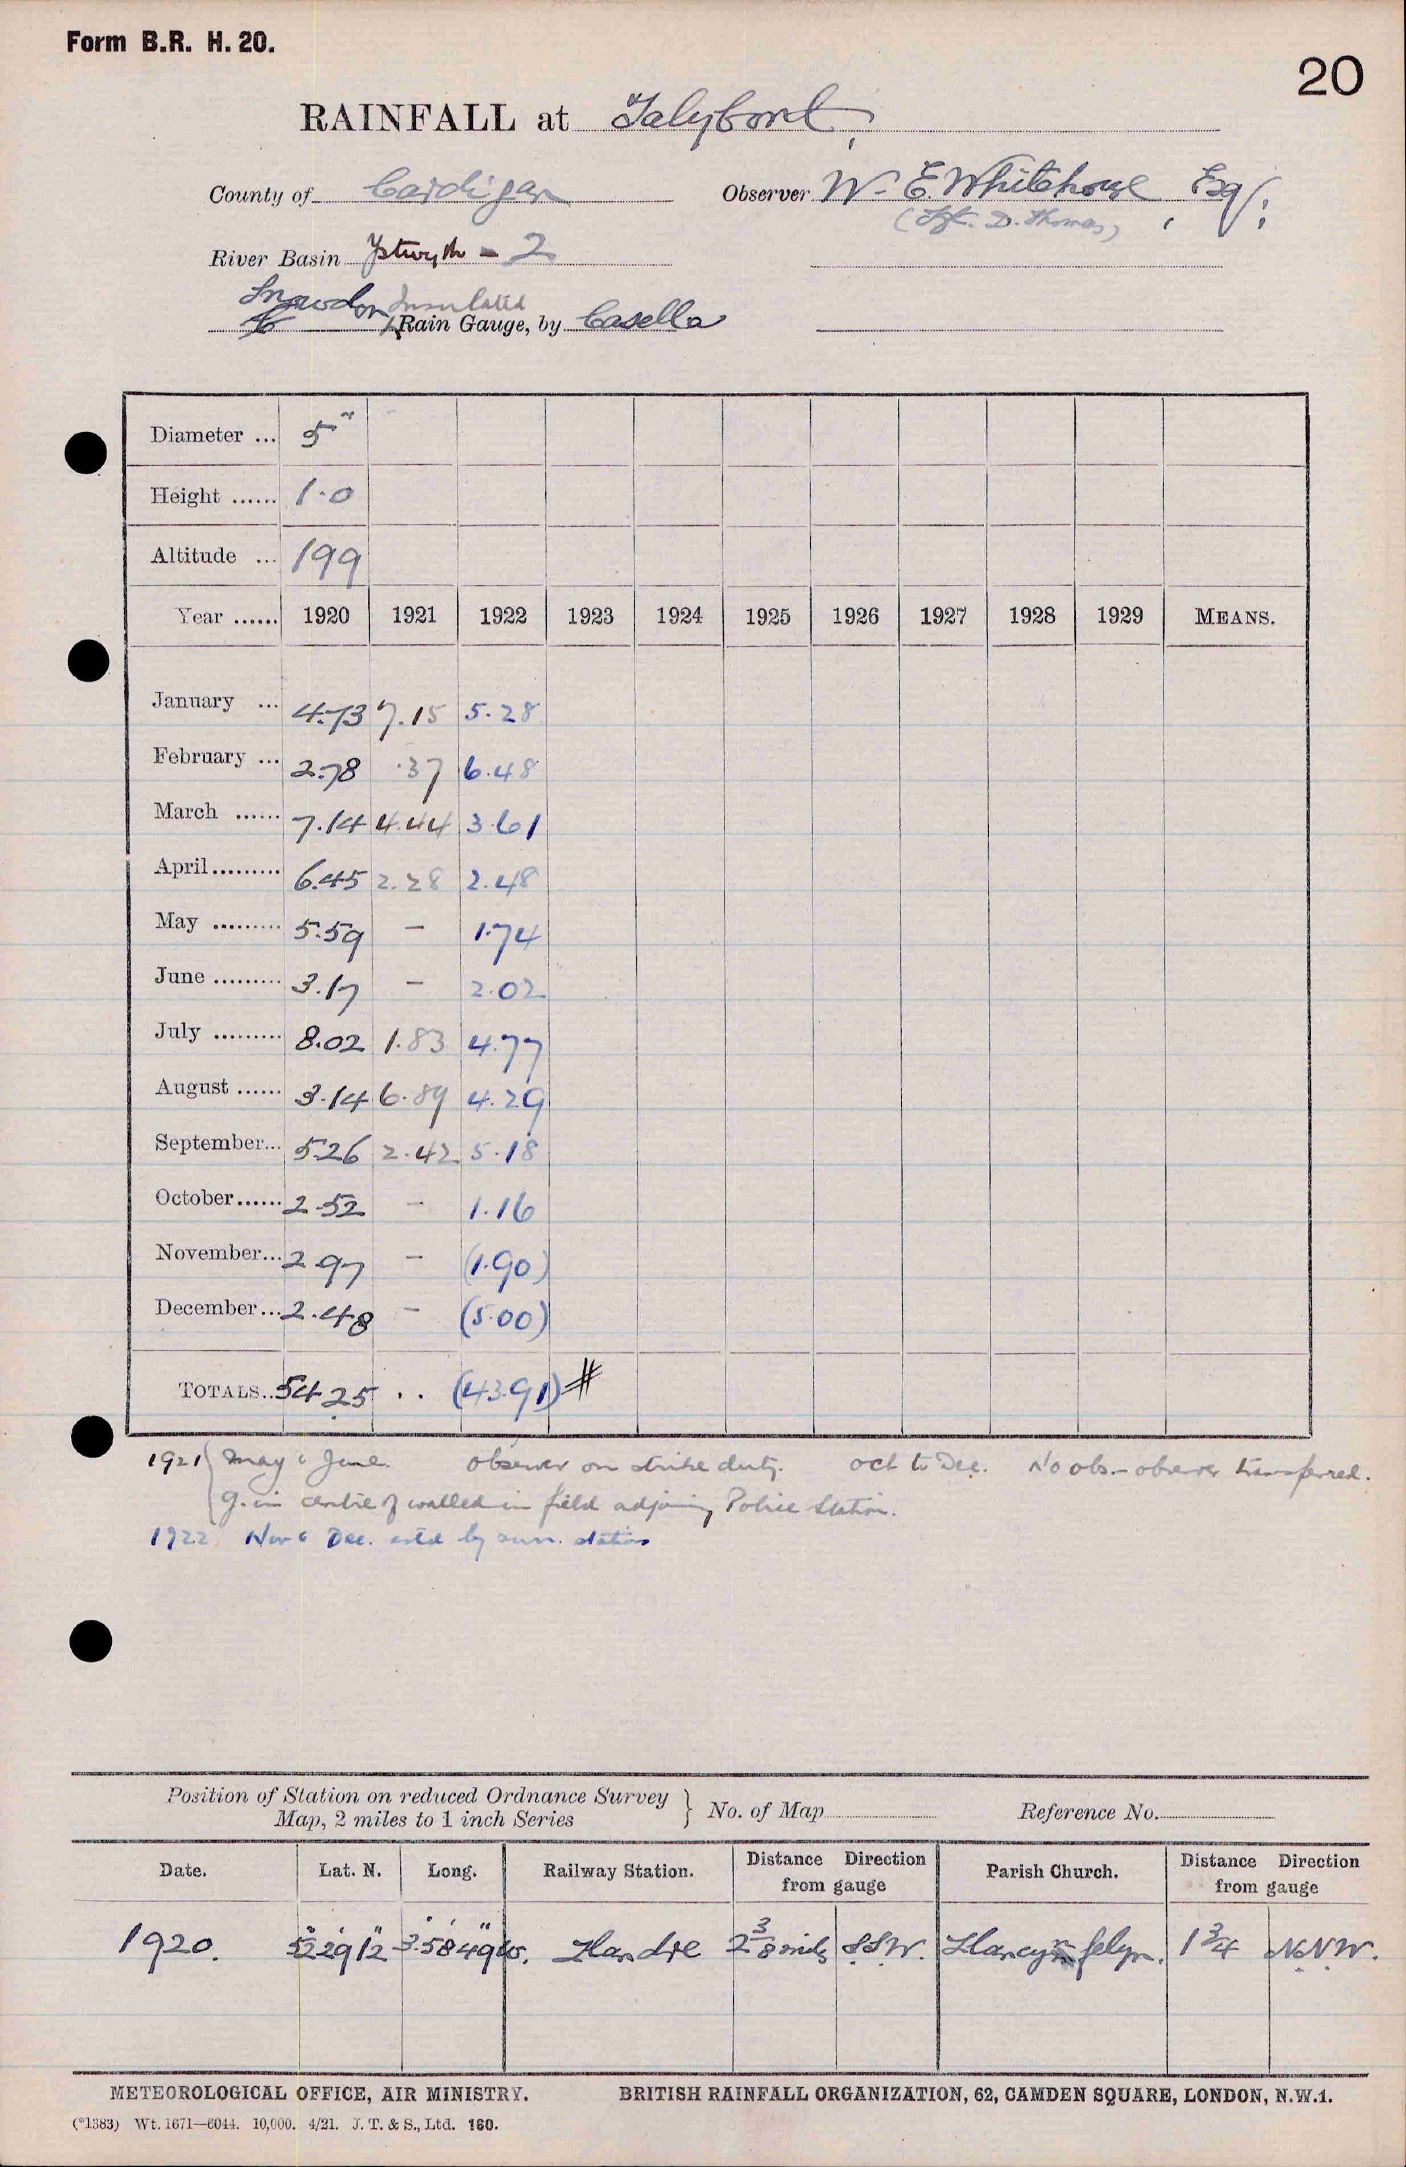 Form B.R. H. 20.
20
RAINFALL at Talybont,
County of Cardigan Observer W. E. Whitehouse, Esq;
(Sgt. D. Thomas)
River Basin Ystwyth - 2
Snowdon Insulated
Rain Gauge, by Casella
Diameter ... 5"
Height ...... 1.0
Altitude ... 199
Year ...... 1920 1921 1922 1923 1924 1925 1926 1927 1928 1929 MEANS.
January ... 4.73 7.15 5.28
February ... 2.78 .37 6.48
March ...... 7.14 4.44 3.61
April ......... 6.45 2.28 2.48
May ......... 5.59 - 1.74
June ......... 3.17 - 2.02
July ......... 8.02 1.83 4.77
August ...... 3.14 6.89 4.29
September... 5.26 2.42 5.18
October ...... 2.52 - 1.16
November... 2.97 - (1.90)
December... 2.48 - (5.00)
TOTALS.. 54.25 .. (43.91) #
1921 { May & June. observer on strike duty. Oct to Dec. No obs. - observer transferred.
g. in centre of walled in field adjoining Police Station.
1922 Nov & Dec. estd by surr. stations
Position of Station on reduced Ordnance Survey
Map, 2 miles to 1 inch Series } No. of Map Reference No.
Date. Lat. N. Long. Railway Station. Distance Direction from gauge Parish Church. Distance Direction from gauge
1920. 52° 29' 12" 3° 58' 49" W. Llandre 2 3/8 miles S.S.W. Llancynfelyn. 1 3/4 N.N.W.
METEOROLOGICAL OFFICE, AIR MINISTRY. BRITISH RAINFALL ORGANIZATION, 62, CAMDEN SQUARE, LONDON, N.W.1.
(*1383) Wt. 1671—6044. 10,000. 4/21. J. T. & S., Ltd. 160.